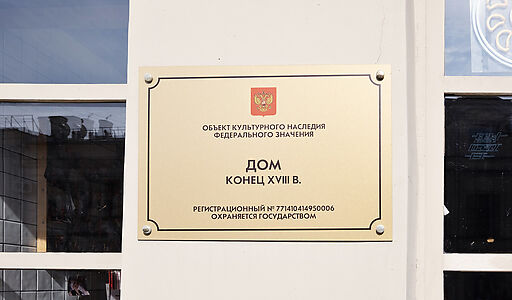 ОБЪЕКТ КУЛЬТУРНОГО НАСЛЕДИЯ
ФЕДЕРАЛЬНОГО ЗНАЧЕНИЯ
ДОМ
КОНЕЦ XVIII В.
РЕГИСТРАЦИОННЫЙ № 771410414950006
ОХРАНЯЕТСЯ ГОСУДАРСТВОМ